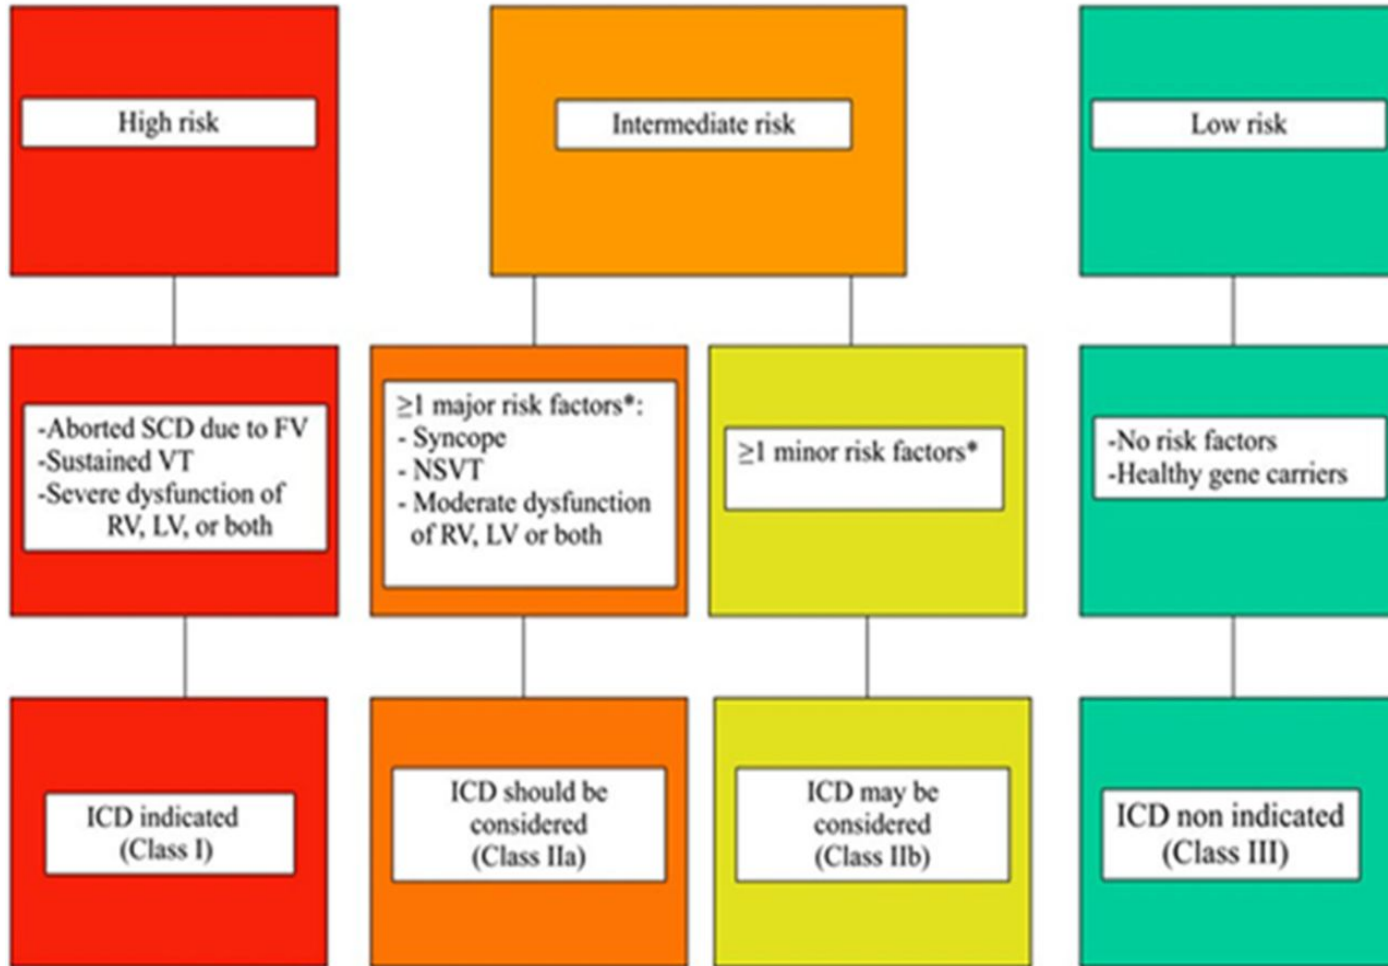 High risk
Intermediate risk
Low risk
-Aborted SCD due to FV
-Sustained VT
-Severe dysfunction of
RV, LV, or both
≥1 major risk factors*:
- Syncope
- NSVT
- Moderate dysfunction
of RV, LV or both
≥1 minor risk factors*
-No risk factors
-Healthy gene carriers
ICD indicated
(Class I)
ICD should be
considered
(Class IIa)
ICD may be
considered
(Class IIb)
ICD non indicated
(Class III)